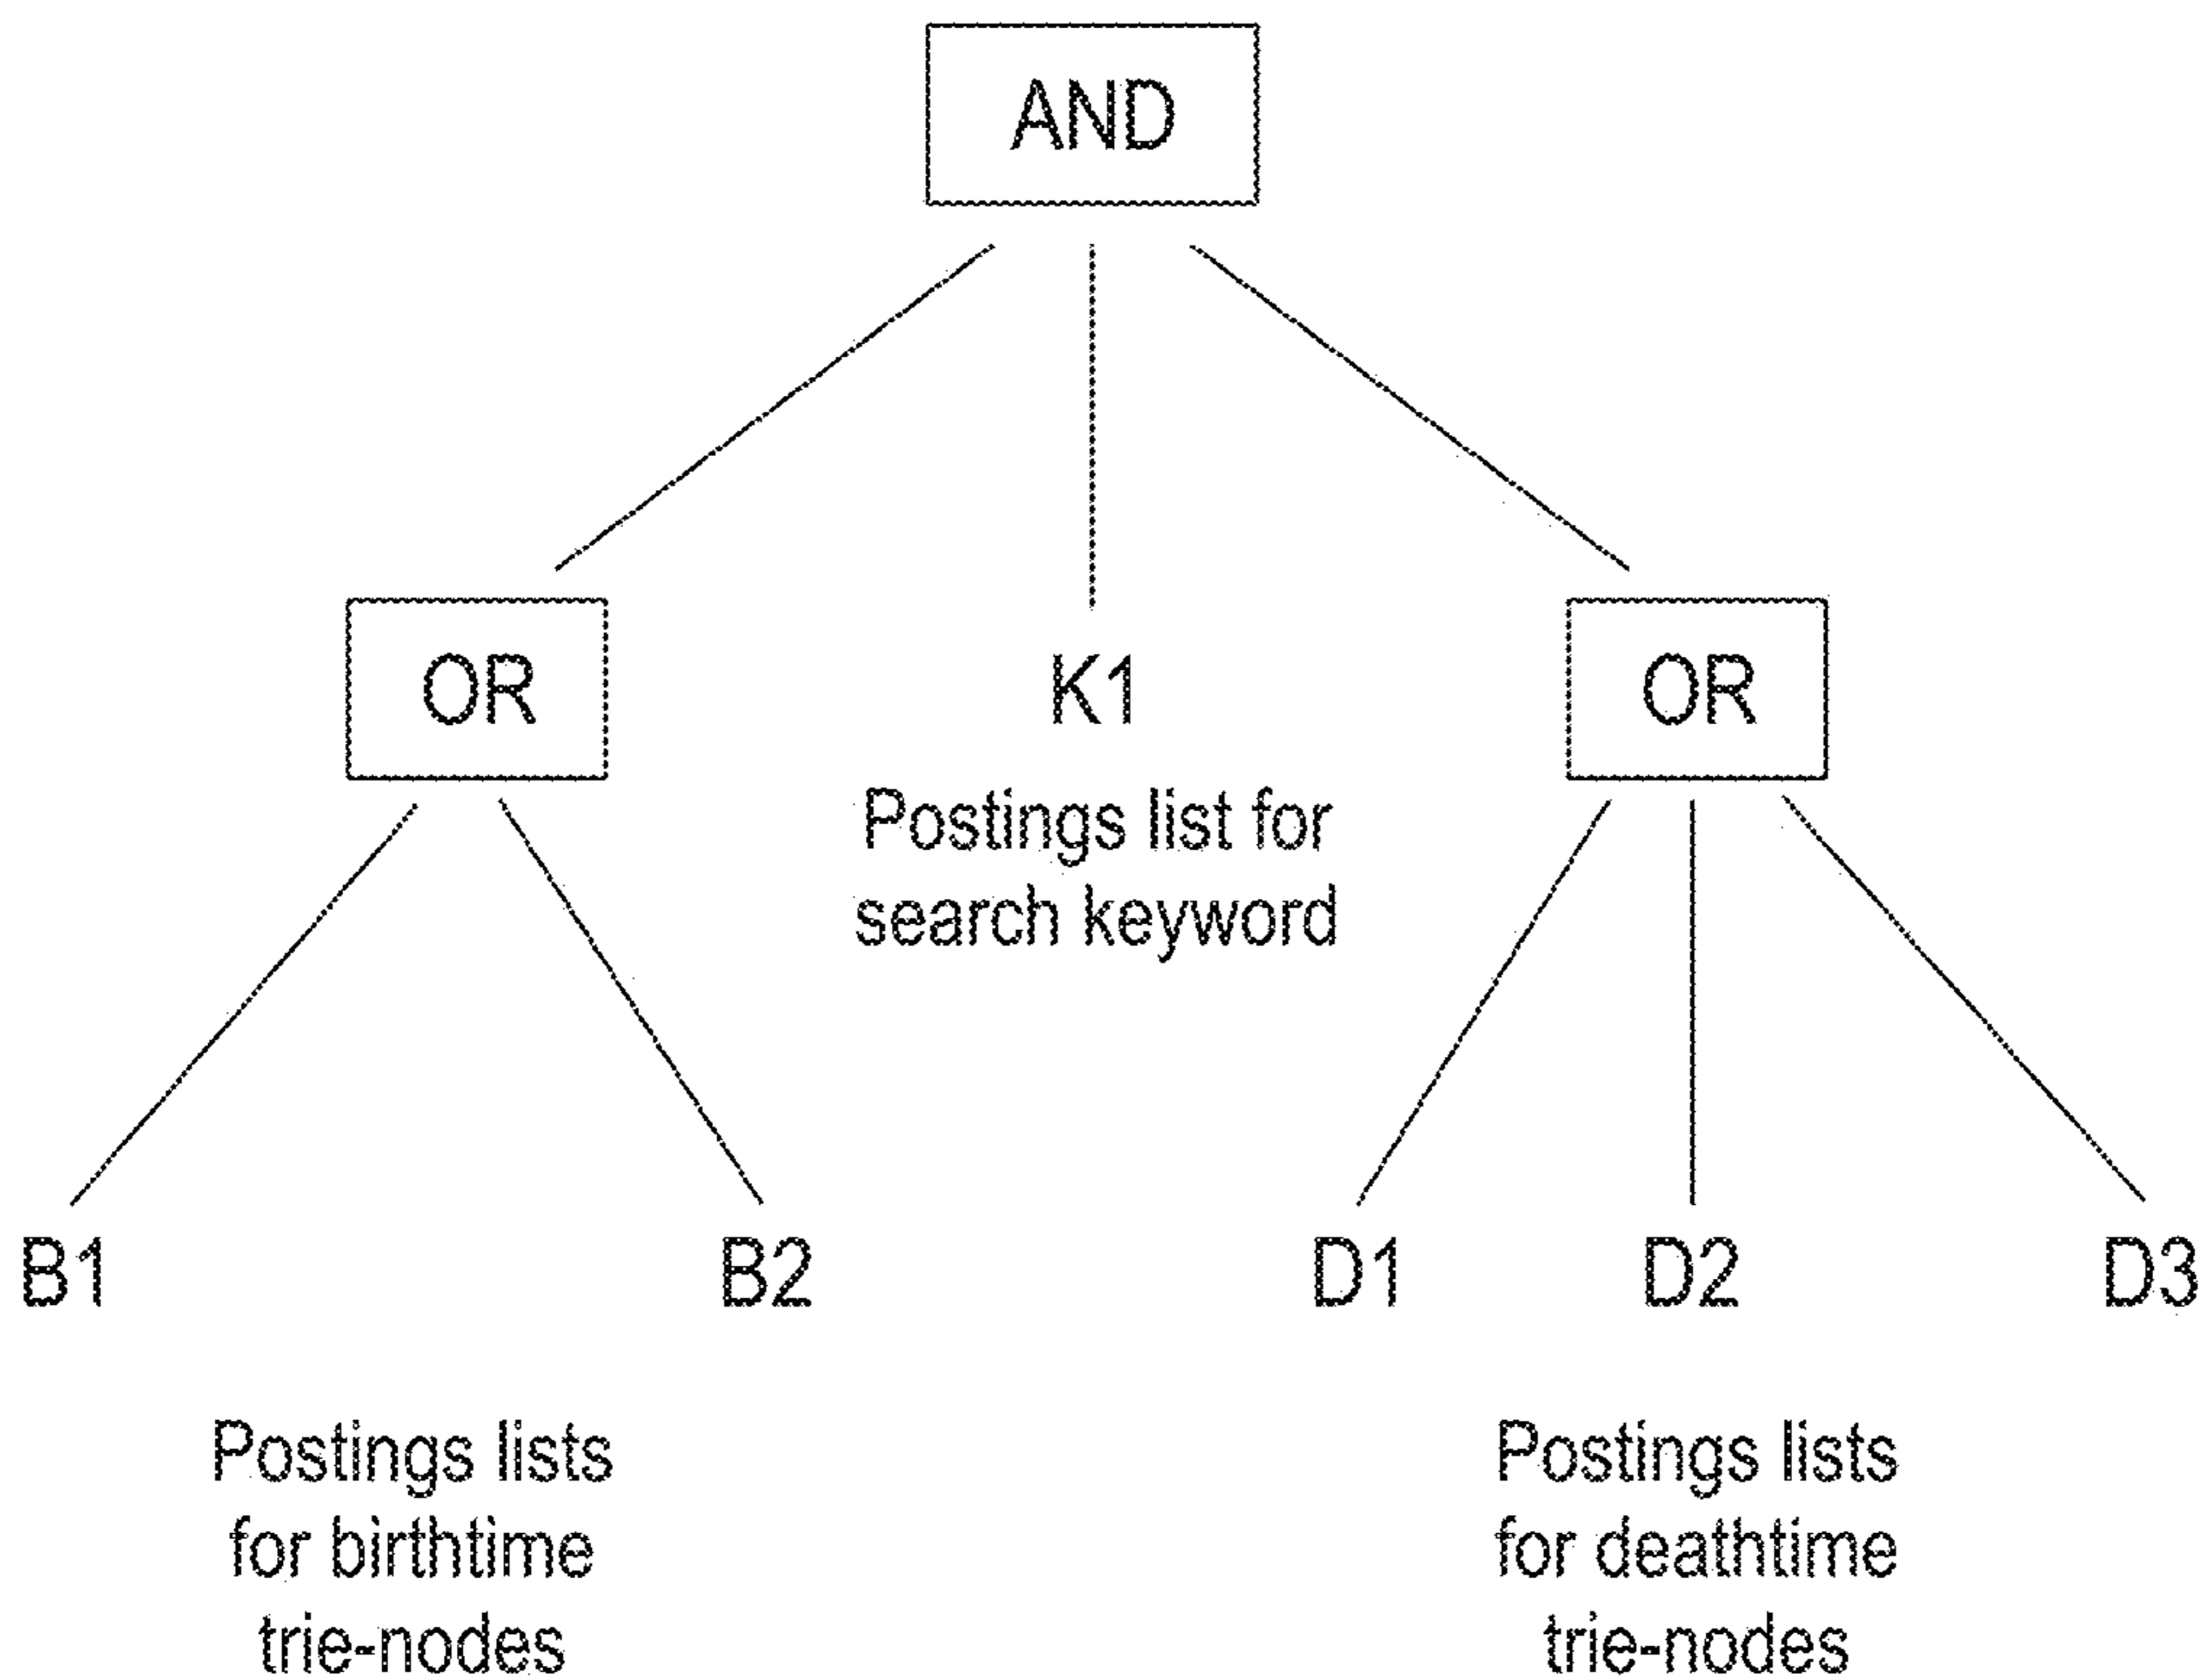 AND
OR
K1
OR
Postings list for
search keyword
B1
B2
D1
D2
D3
Postings lists
for birthtime
trie-nodes
Postings lists
for deathtime
trie-nodes